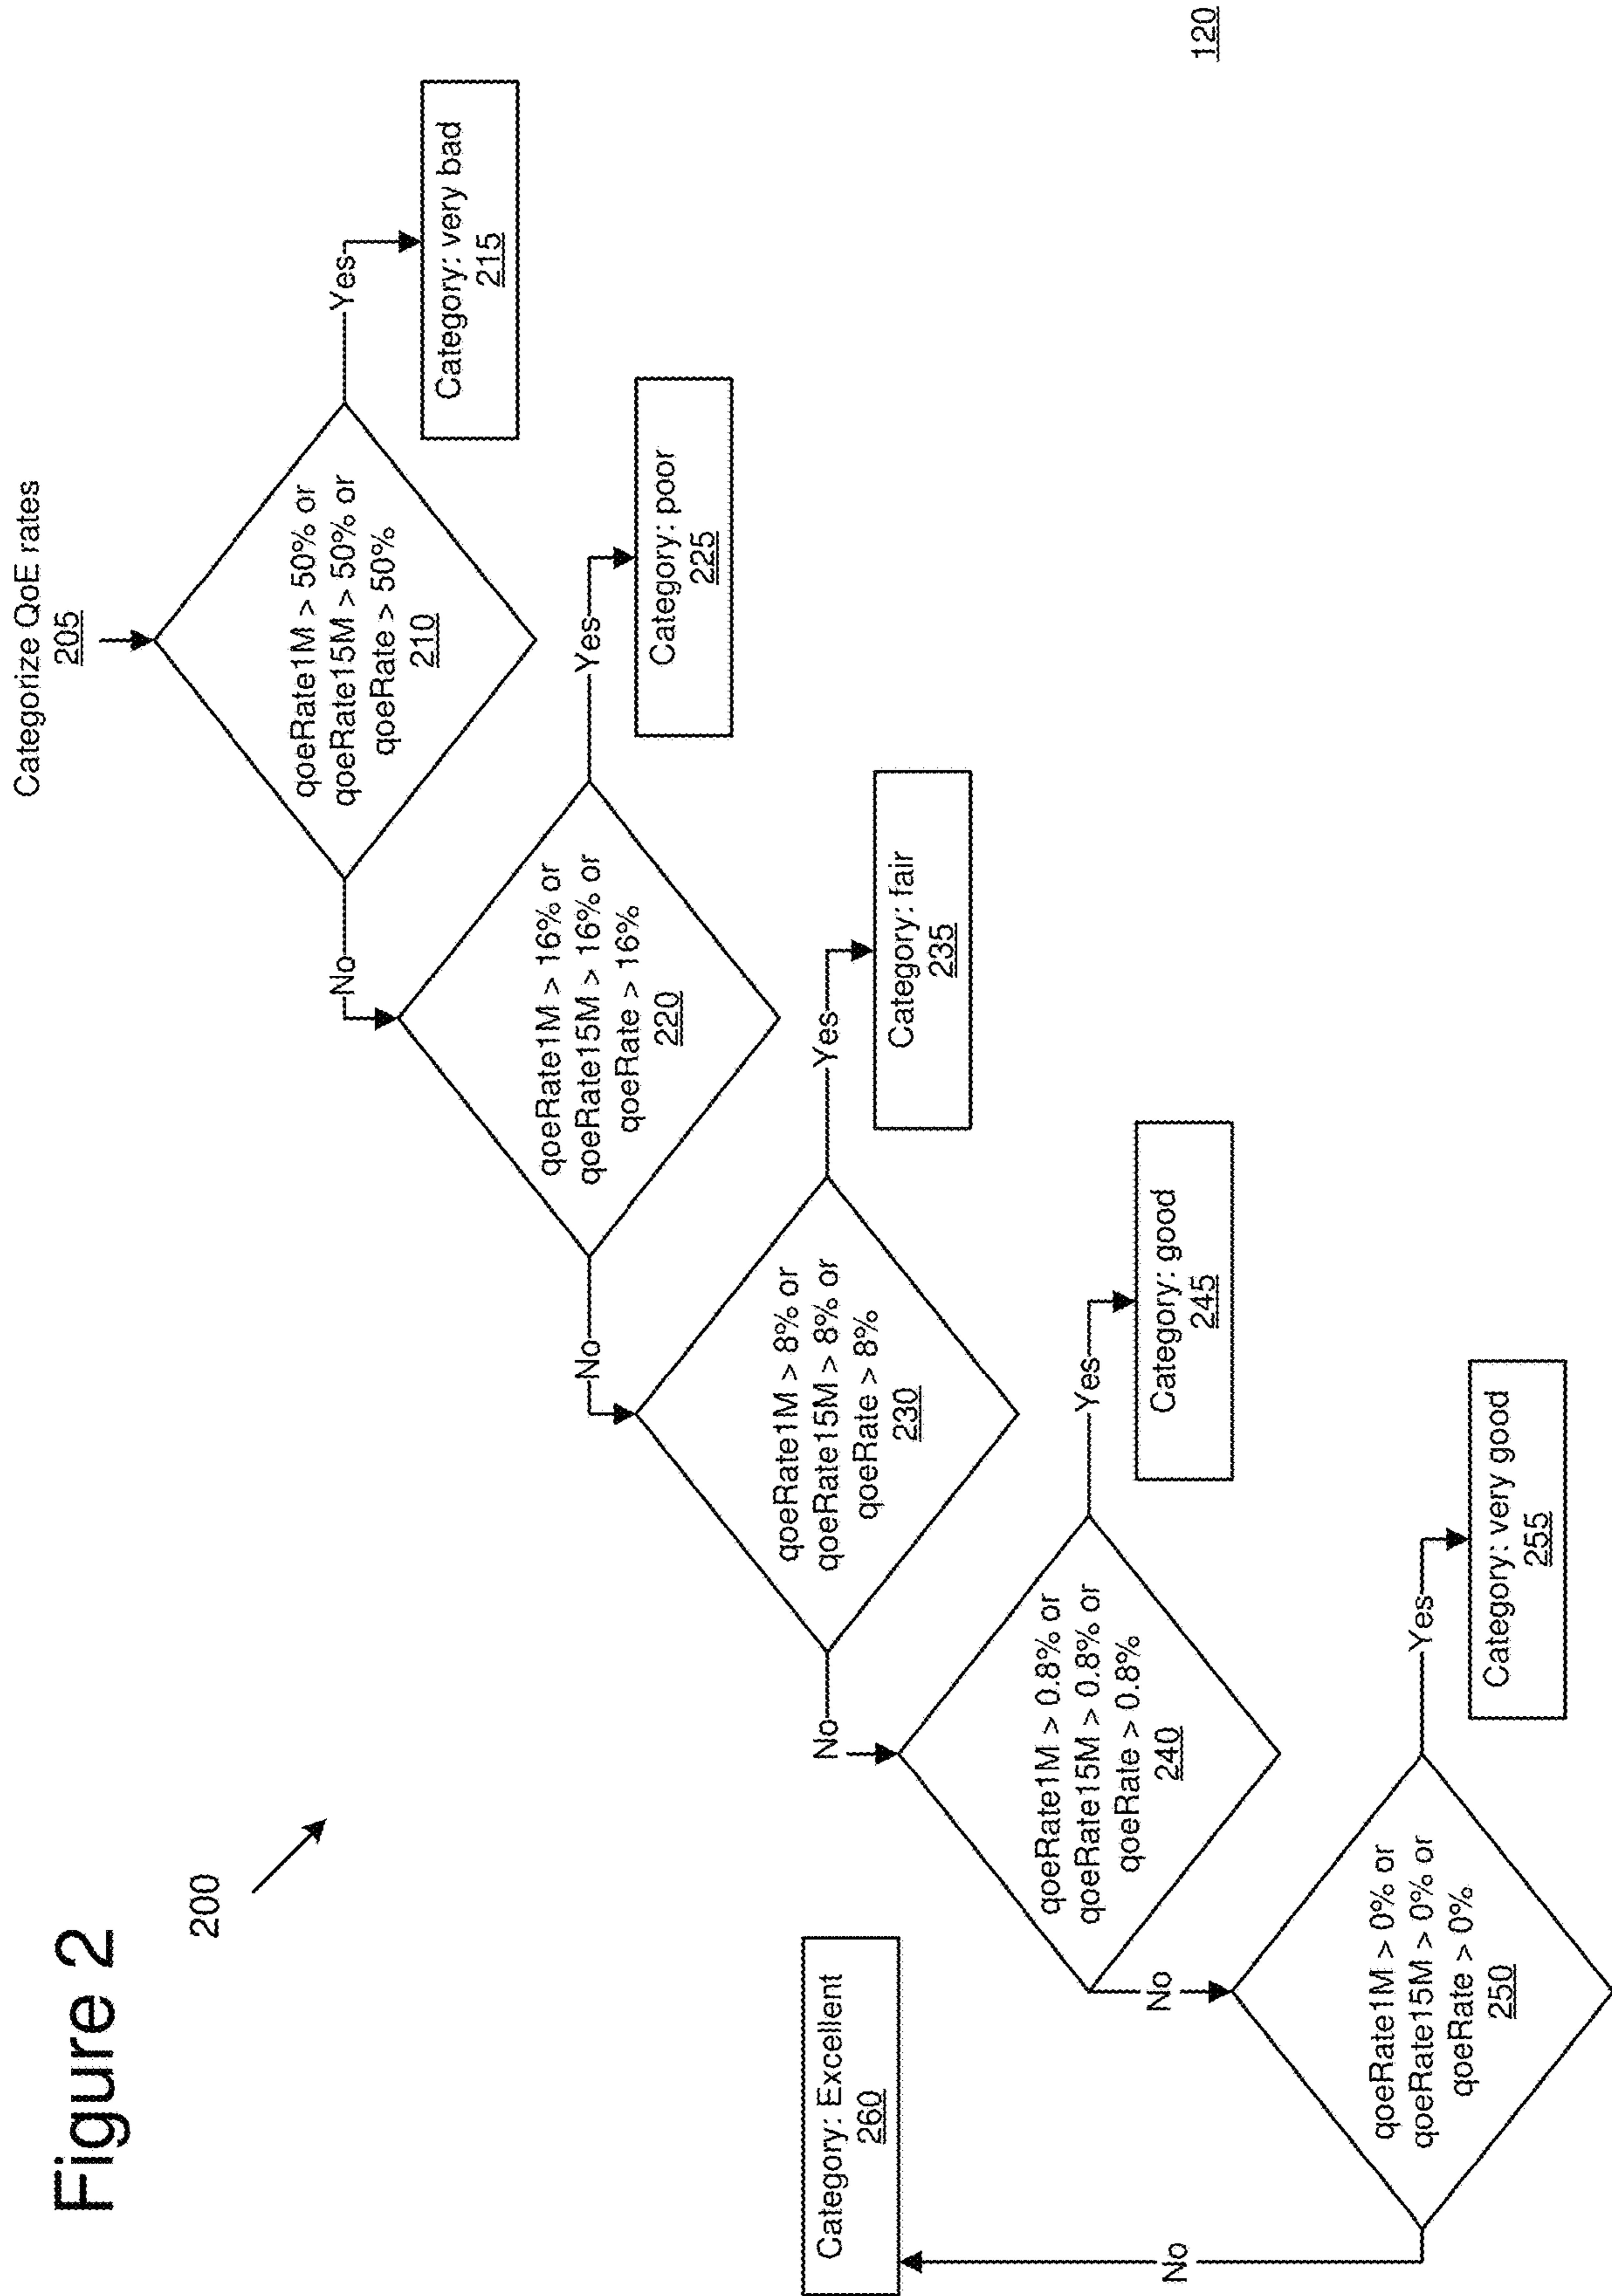 Figure 2
200
Categorize QoE rates
205
qoeRate1M > 50% or
qoeRate15M > 50% or
qoeRate > 50%
210
Yes
Category: very bad
215
No
qoeRate1M > 16% or
qoeRate15M > 16% or
qoeRate > 16%
220
Yes
Category: poor
225
No
qoeRate1M > 8% or
qoeRate15M > 8% or
qoeRate > 8%
230
Yes
Category: fair
235
No
qoeRate1M > 0.8% or
qoeRate15M > 0.8% or
qoeRate > 0.8%
240
Yes
Category: good
245
No
qoeRate1M > 0% or
qoeRate15M > 0% or
qoeRate > 0%
250
Yes
Category: very good
255
No
Category: Excellent
260
120